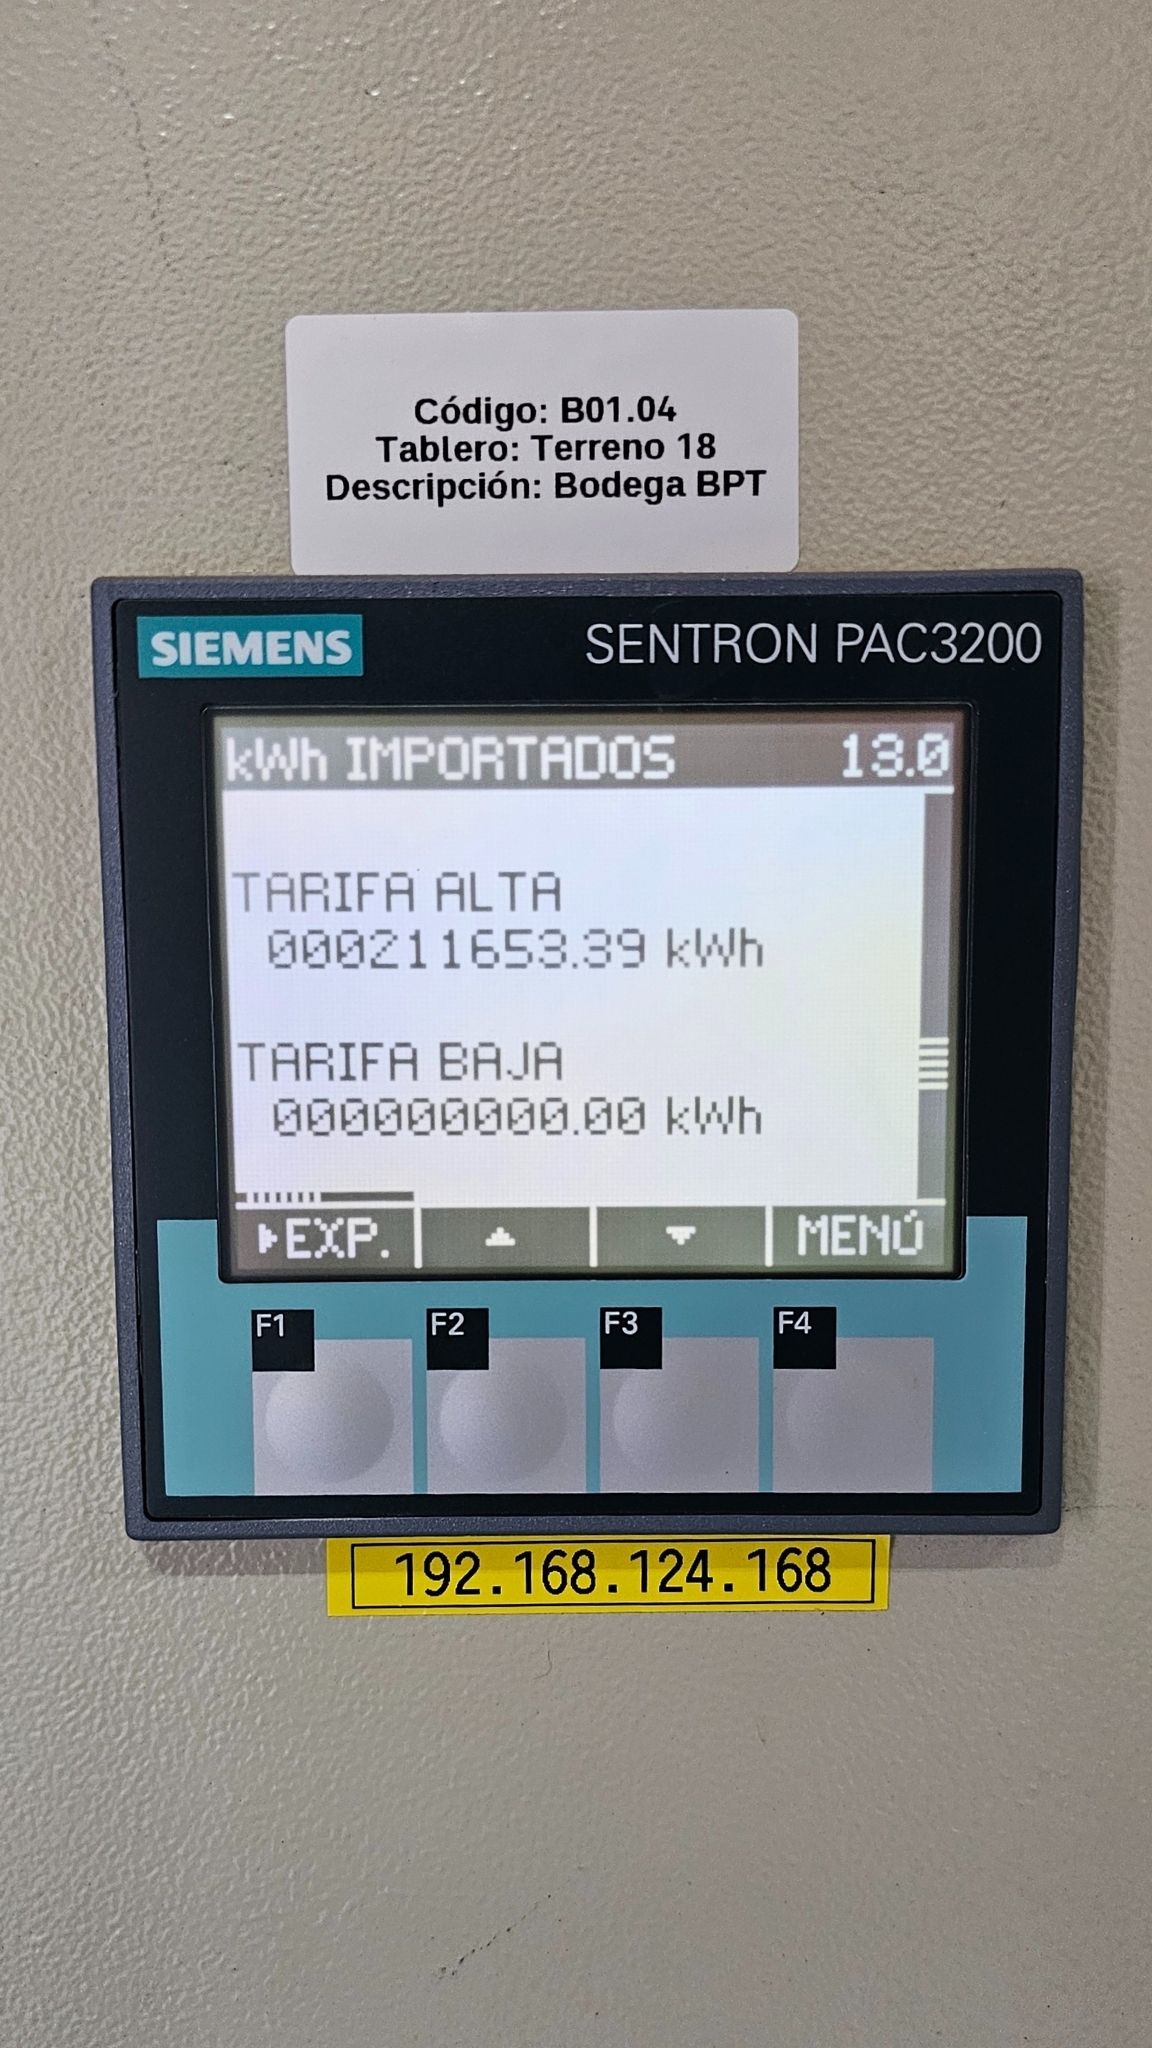 Código: B01.04
Tablero: Terreno 18
Descripción: Bodega BPT
SIEMENS SENTRON PAC3200
kWh IMPORTADOS 13.0
TARIFA ALTA
000211653.39 kWh
TARIFA BAJA
000000000.00 kWh
EXP. MENÚ
F1 F2 F3 F4
192.168.124.168